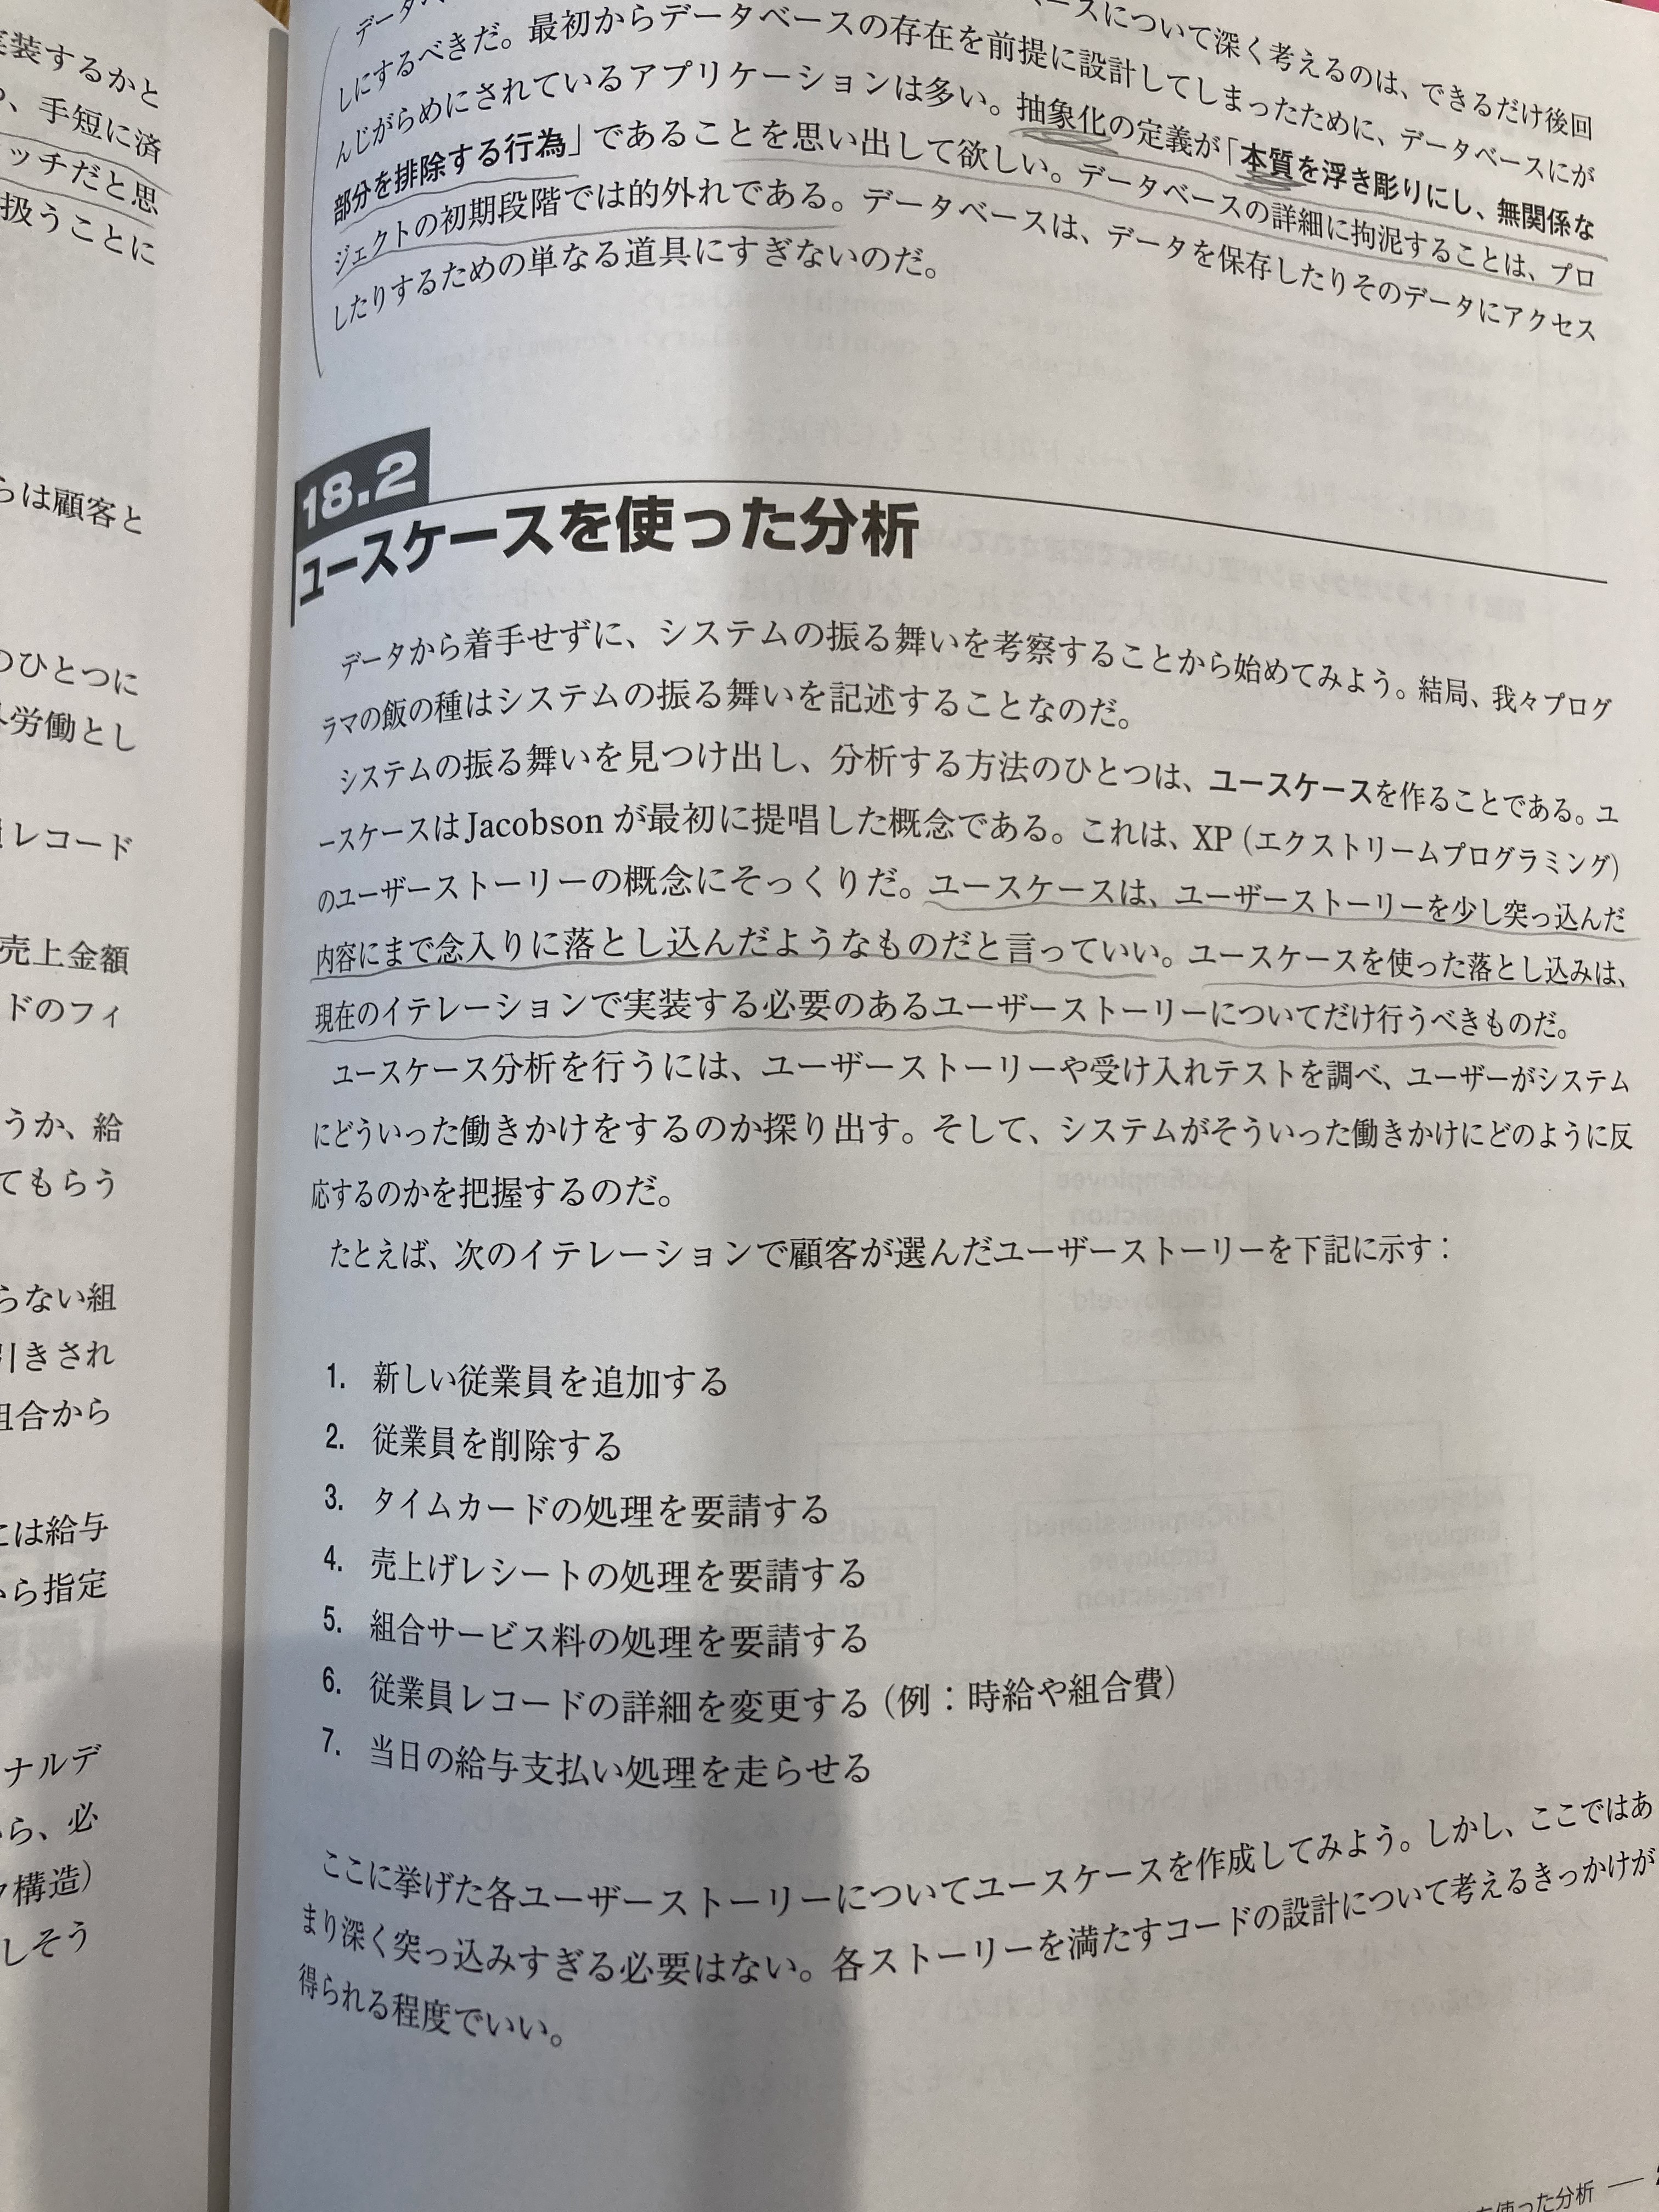 実装するかと
、手短に済
ッチだと思
扱うことに
らは顧客と
のひとつに
労働とし
レコード
売上金額
ドのフィ
うか、給
てもらう
らない組
引きされ
組合から
には給与
から指定
ナルデ
ら、必
構造）
しそう
データベ
ースについて深く考えるのは、できるだけ後回
しにするべきだ。最初からデータベースの存在を前提に設計してしまったために、データベースにが
んじがらめにされているアプリケーションは多い。抽象化の定義が「本質を浮き彫りにし、無関係な
部分を排除する行為」であることを思い出して欲しい。データベースの詳細に拘泥することは、プロ
ジェクトの初期段階では的外れである。データベースは、データを保存したりそのデータにアクセス
したりするための単なる道具にすぎないのだ。
18.2
ユースケースを使った分析
データから着手せずに、システムの振る舞いを考察することから始めてみよう。結局、我々プログ
ラマの飯の種はシステムの振る舞いを記述することなのだ。
システムの振る舞いを見つけ出し、分析する方法のひとつは、ユースケースを作ることである。ユ
ースケースはJacobsonが最初に提唱した概念である。これは、XP（エクストリームプログラミング）
のユーザーストーリーの概念にそっくりだ。ユースケースは、ユーザーストーリーを少し突っ込んだ
内容にまで念入りに落とし込んだようなものだと言っていい。ユースケースを使った落とし込みは、
現在のイテレーションで実装する必要のあるユーザーストーリーについてだけ行うべきものだ。
ユースケース分析を行うには、ユーザーストーリーや受け入れテストを調べ、ユーザーがシステム
にどういった働きかけをするのか探り出す。そして、システムがそういった働きかけにどのように反
応するのかを把握するのだ。
たとえば、次のイテレーションで顧客が選んだユーザーストーリーを下記に示す：
1. 新しい従業員を追加する
2. 従業員を削除する
3. タイムカードの処理を要請する
4. 売上げレシートの処理を要請する
5. 組合サービス料の処理を要請する
6. 従業員レコードの詳細を変更する（例：時給や組合費）
7. 当日の給与支払い処理を走らせる
ここに挙げた各ユーザーストーリーについてユースケースを作成してみよう。しかし、ここではあ
まり深く突っ込みすぎる必要はない。各ストーリーを満たすコードの設計について考えるきっかけが
得られる程度でいい。
を使った分析 —